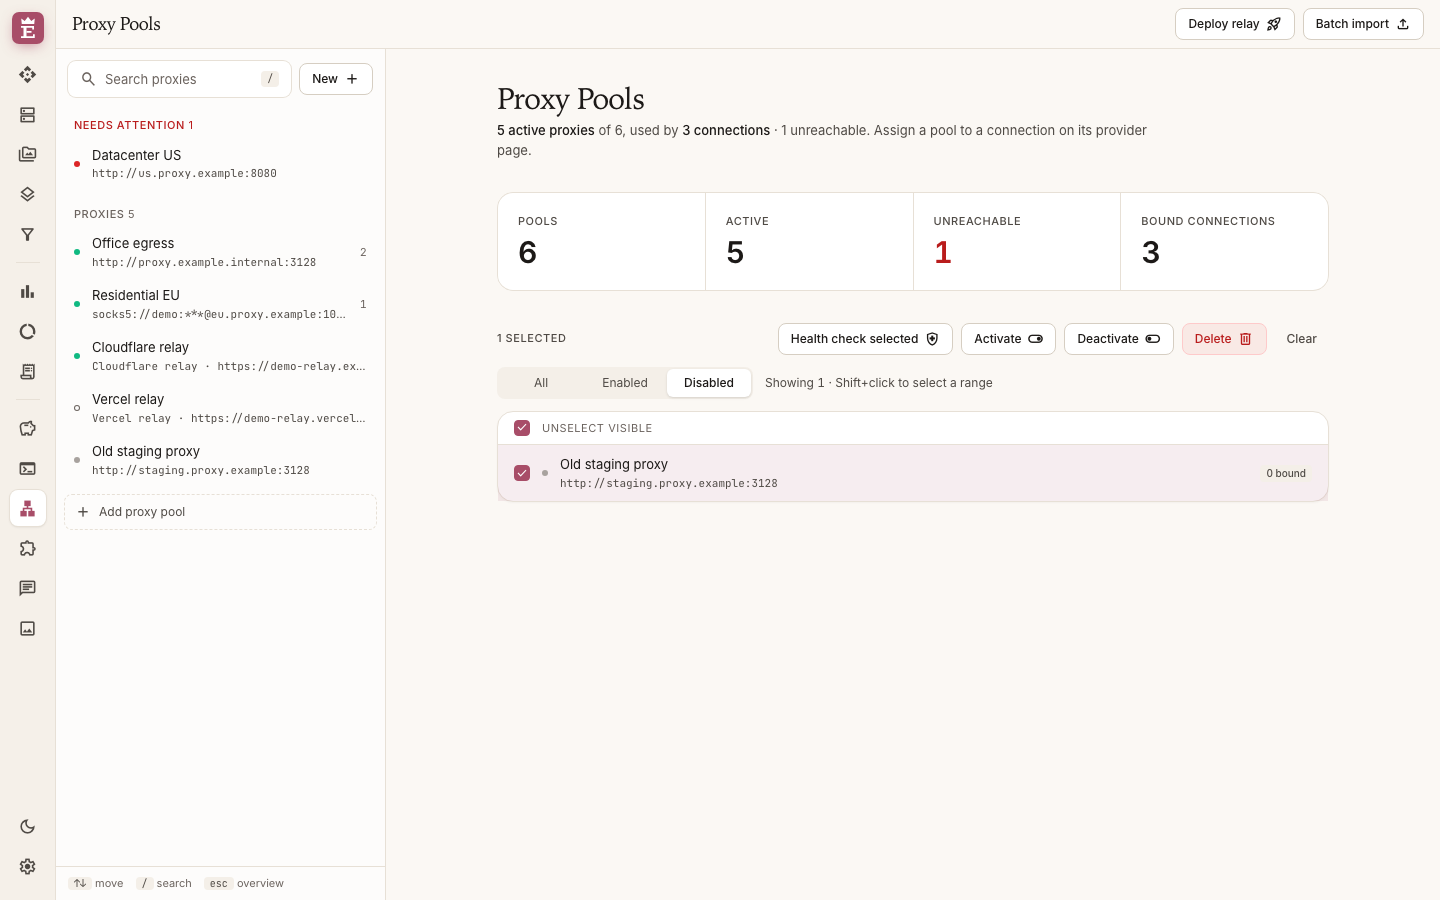 E
Proxy Pools
Deploy relay
Batch import
Search proxies
/
New
NEEDS ATTENTION 1
Datacenter US
http://us.proxy.example:8080
PROXIES 5
Office egress
http://proxy.example.internal:3128
2
Residential EU
socks5://demo:***@eu.proxy.example:10…
1
Cloudflare relay
Cloudflare relay · https://demo-relay.ex…
Vercel relay
Vercel relay · https://demo-relay.vercel…
Old staging proxy
http://staging.proxy.example:3128
Add proxy pool
↑↓ move / search esc overview
Proxy Pools
5 active proxies of 6, used by 3 connections · 1 unreachable. Assign a pool to a connection on its provider
page.
POOLS
6
ACTIVE
5
UNREACHABLE
1
BOUND CONNECTIONS
3
1 SELECTED
Health check selected
Activate
Deactivate
Delete
Clear
All
Enabled
Disabled
Showing 1 · Shift+click to select a range
UNSELECT VISIBLE
Old staging proxy
http://staging.proxy.example:3128
0 bound